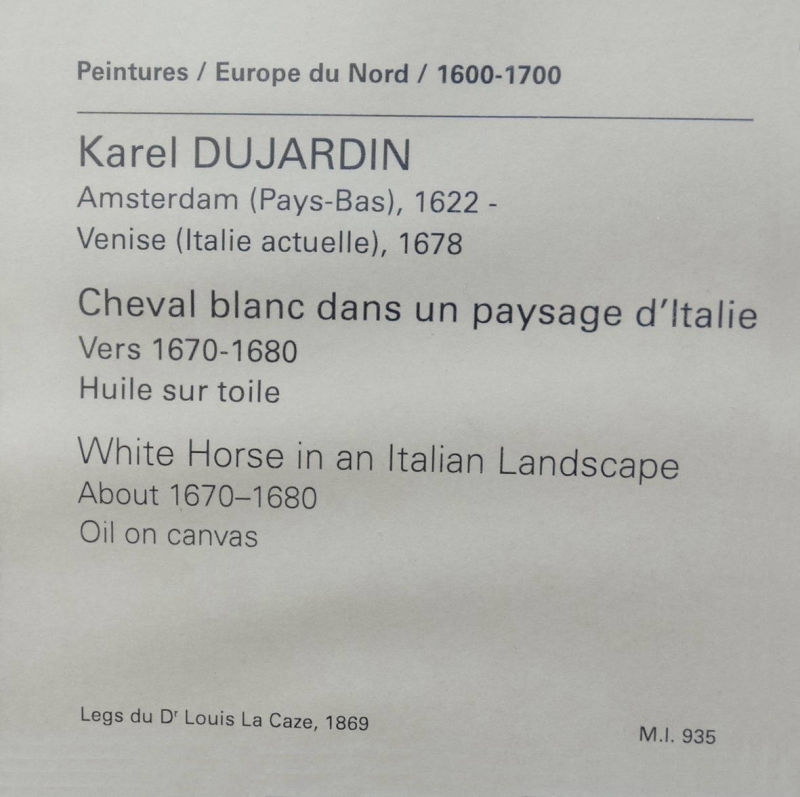 Peintures / Europe du Nord / 1600-1700
Karel DUJARDIN
Amsterdam (Pays-Bas), 1622 -
Venise (Italie actuelle), 1678
Cheval blanc dans un paysage d'Italie
Vers 1670-1680
Huile sur toile
White Horse in an Italian Landscape
About 1670–1680
Oil on canvas
Legs du Dʳ Louis La Caze, 1869
M.I. 935